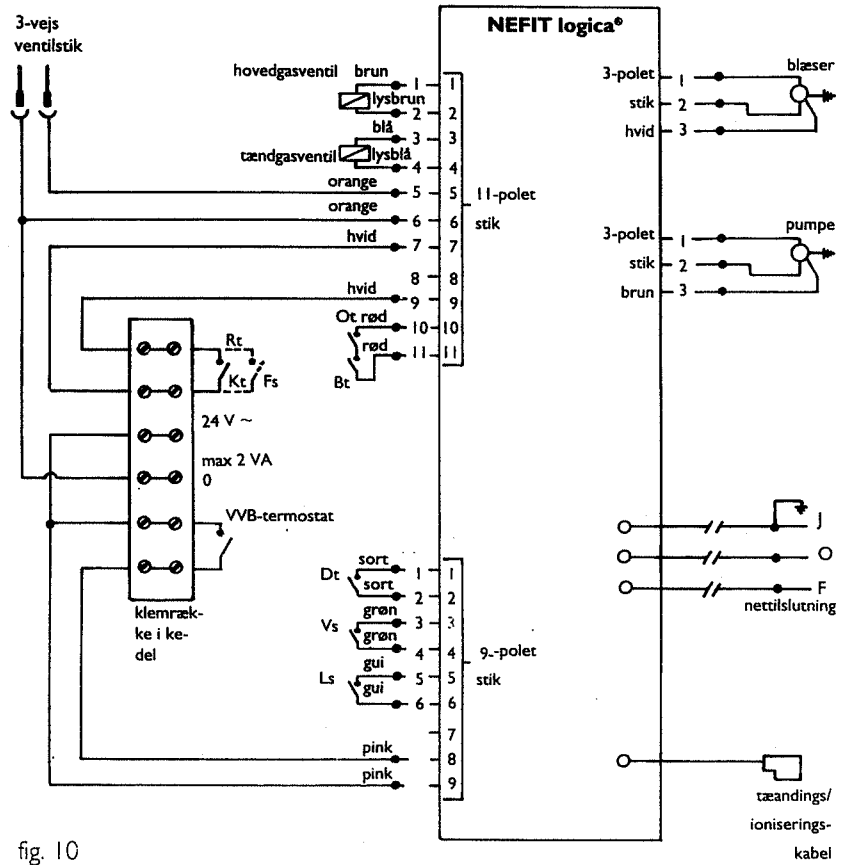 3-vejs
ventilstik
NEFIT logica®
hovedgasventil brun 1 1
lysbrun
2 2
blå 3 3
tændgasventil lysblå
4 4
orange 5 5
11-polet
stik
orange 6 6
hvid 7 7
8 8
hvid 9 9
Ot rød 10 10
rød 11 11
Bt
3-polet 1 blæser
stik 2
hvid 3
3-polet 1 pumpe
stik 2
brun 3
Rt
Kt Fs
24 V ~
max 2 VA
0
VVB-termostat
klemræk-
ke i ke-
del
Dt sort 1 1
sort 2 2
Vs grøn 3 3
grøn 4 4
9-polet
stik
Ls gui 5 5
gui 6 6
7
pink 8 8
pink 9 9
J
O
F
nettilslutning
tæandings/
ioniserings-
kabel
fig. 10